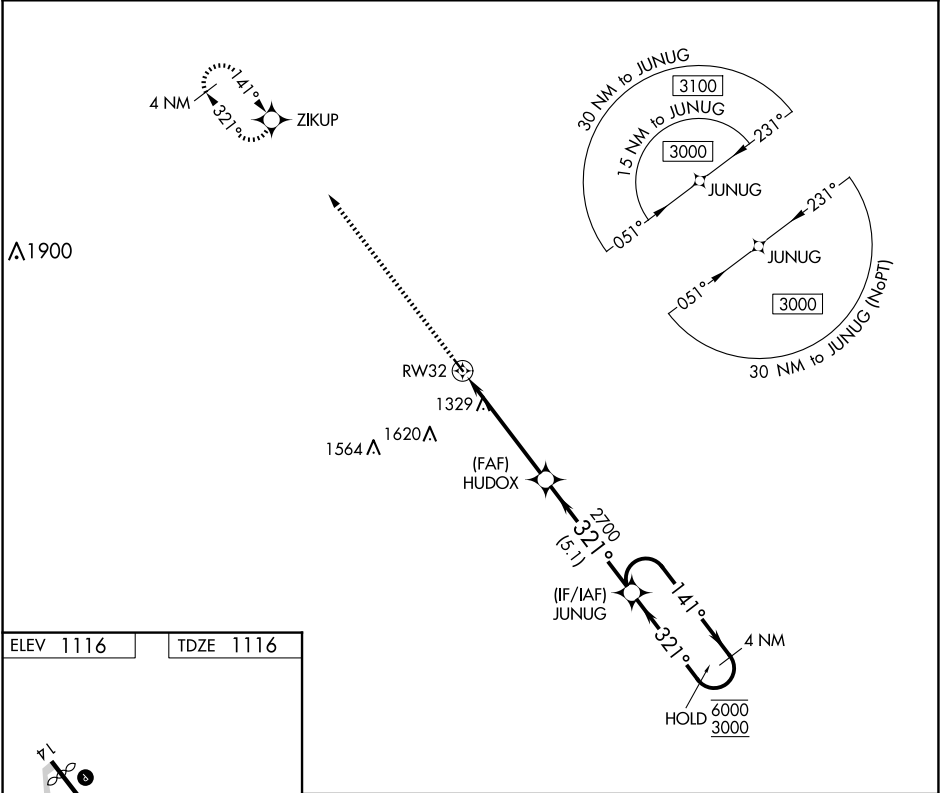 141°
4 NM
321°
ZIKUP
30 NM to JUNUG
3100
15 NM to JUNUG
3000
231°
JUNUG
051°
231°
JUNUG
051°
3000
30 NM to JUNUG (NoPT)
1900
RW32
1329
1620
1564
(FAF)
HUDOX
2700
321°
(5.1)
(IF/IAF)
JUNUG
141°
321°
4 NM
HOLD
6000
3000
ELEV 1116
TDZE 1116
14
P